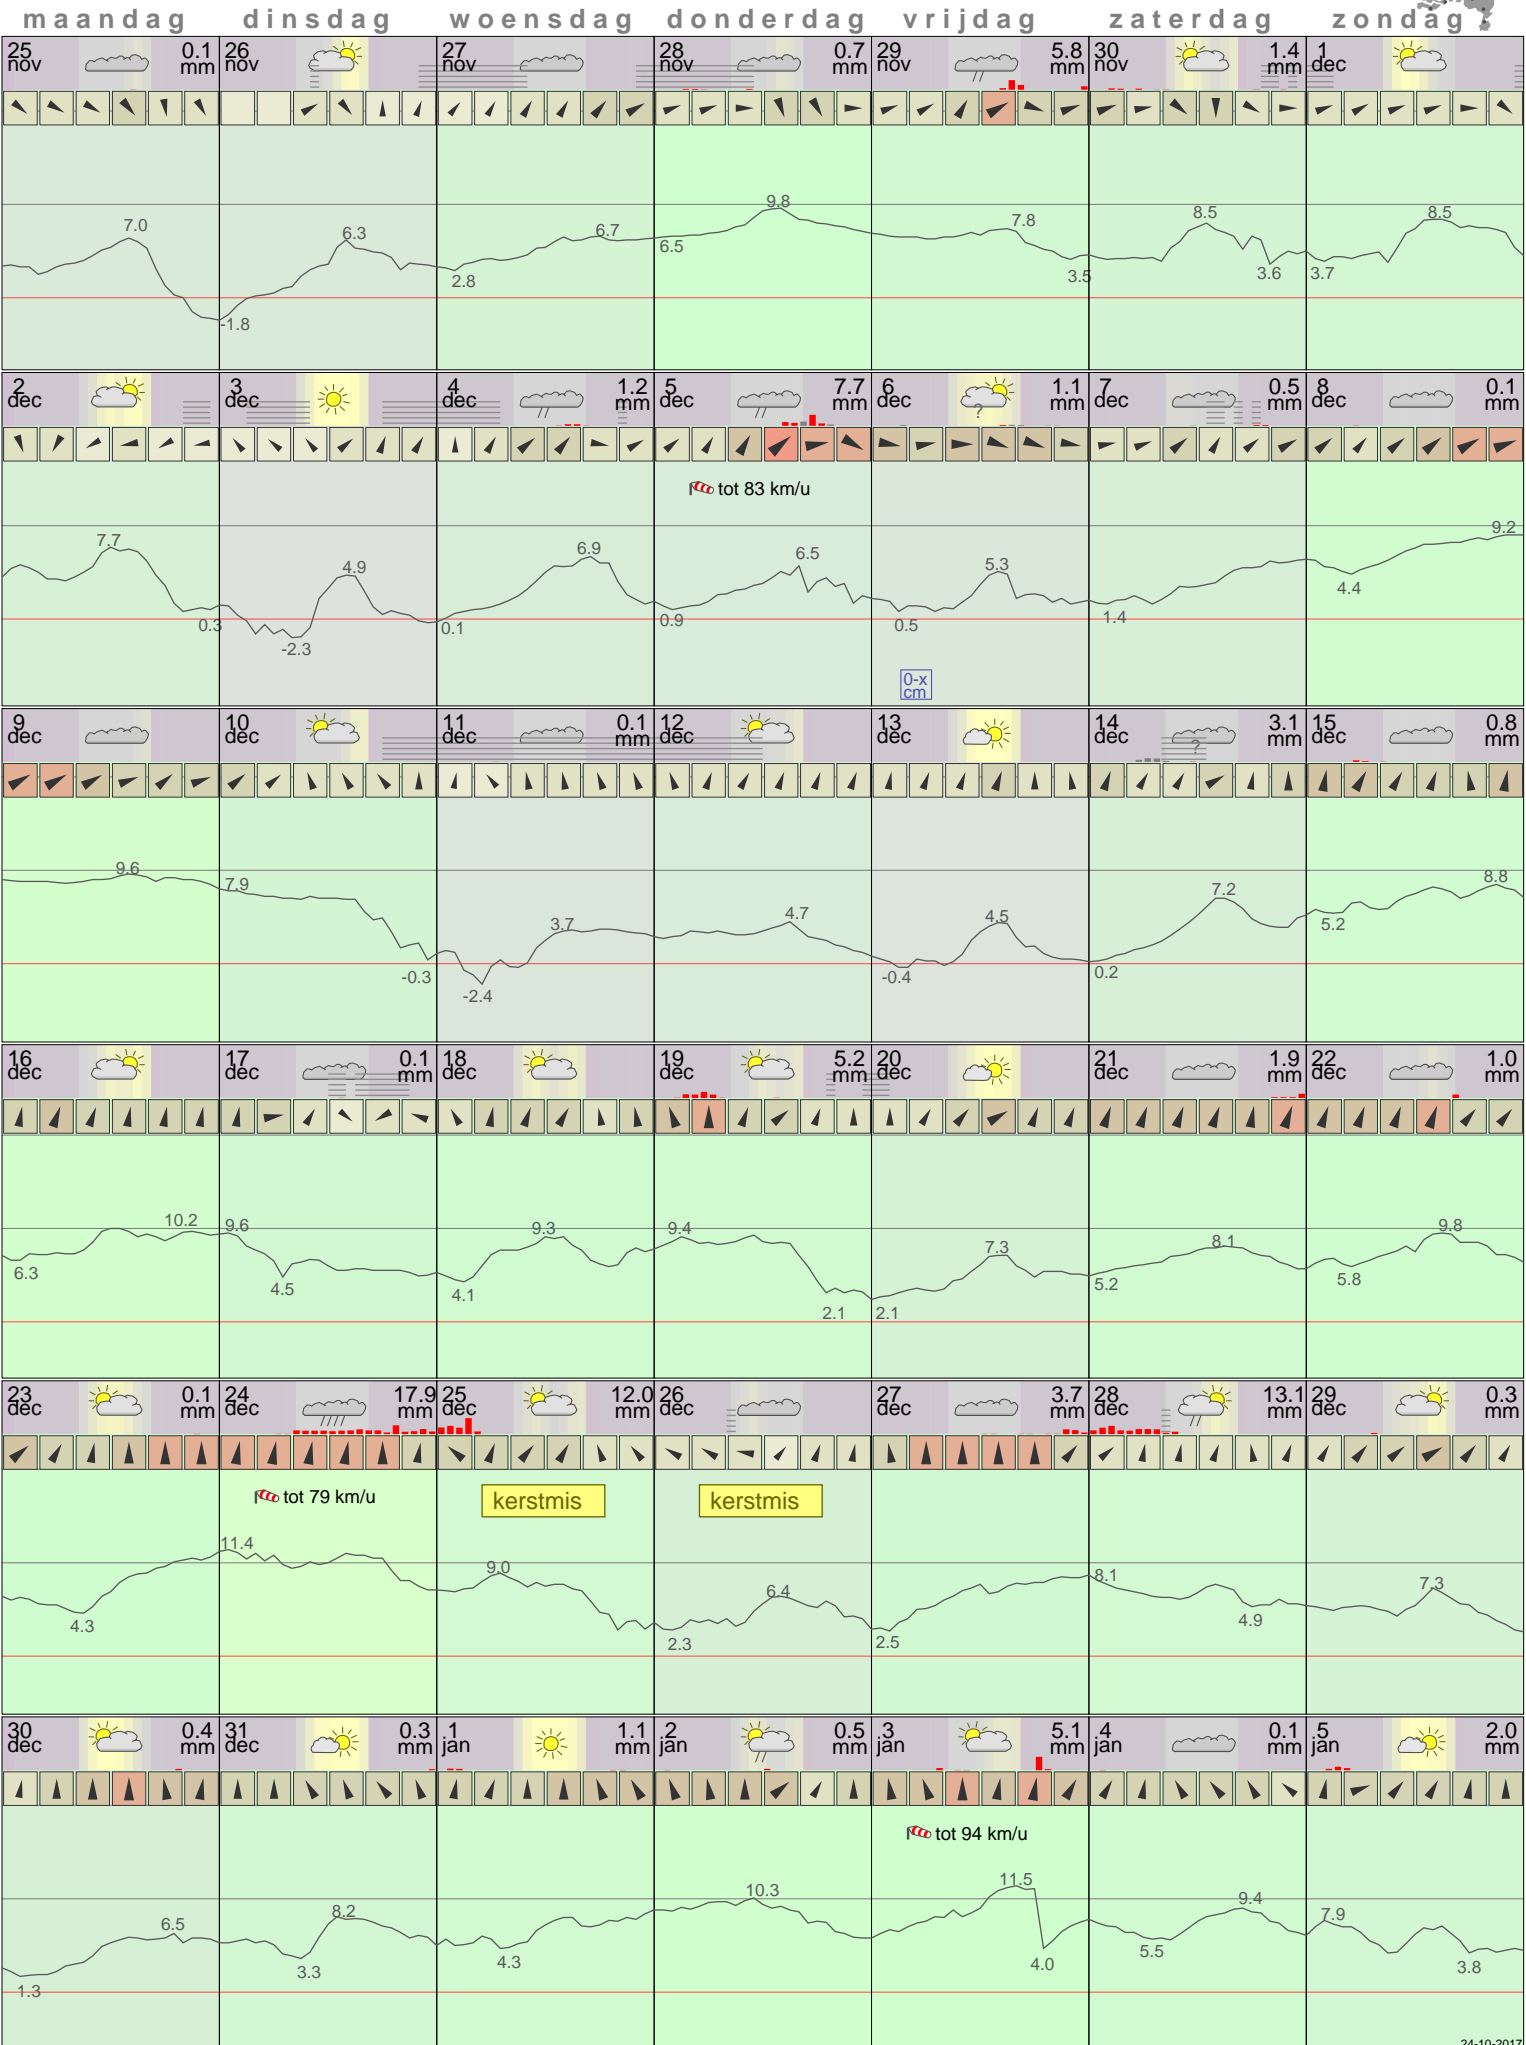 maandag dinsdag woensdag donderdag vrijdag zaterdag zondag
25 nov 0.1 mm
7.0
26 nov
-1.8 6.3
27 nov
2.8 6.7
28 nov 0.7 mm
6.5 9.8
29 nov 5.8 mm
7.8 3.5
30 nov 1.4 mm
8.5 3.6
1 dec
3.7 8.5
2 dec
7.7 0.3
3 dec
-2.3 4.9
4 dec 1.2 mm
0.1 6.9
5 dec 7.7 mm
tot 83 km/u
0.9 6.5
6 dec 1.1 mm
?
0.5 5.3
0-x
cm
7 dec 0.5 mm
1.4
8 dec 0.1 mm
4.4 9.2
9 dec
9.6
10 dec
7.9 -0.3
11 dec 0.1 mm
-2.4 3.7
12 dec
4.7
13 dec
-0.4 4.5
14 dec 3.1 mm
?
0.2 7.2
15 dec 0.8 mm
5.2 8.8
16 dec
6.3 10.2
17 dec 0.1 mm
9.6 4.5
18 dec
4.1 9.3
19 dec 5.2 mm
9.4 2.1
20 dec
2.1 7.3
21 dec 1.9 mm
5.2 8.1
22 dec 1.0 mm
5.8 9.8
23 dec 0.1 mm
4.3
24 dec 17.9 mm
tot 79 km/u
11.4
25 dec 12.0 mm
kerstmis
9.0
26 dec
kerstmis
2.3 6.4
27 dec 3.7 mm
2.5
28 dec 13.1 mm
8.1 4.9
29 dec 0.3 mm
7.3
30 dec 0.4 mm
1.3 6.5
31 dec 0.3 mm
3.3 8.2
1 jan 1.1 mm
4.3
2 jan 0.5 mm
10.3
3 jan 5.1 mm
tot 94 km/u
11.5 4.0
4 jan 0.1 mm
5.5 9.4
5 jan 2.0 mm
7.9 3.8
24-10-2017